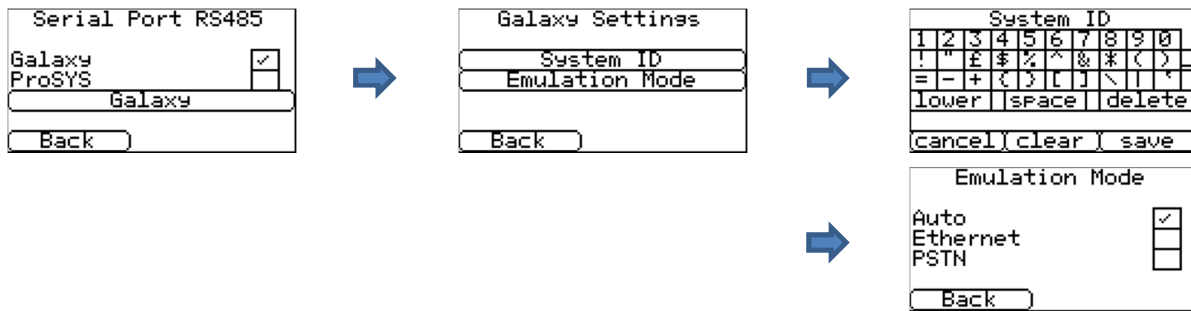 Serial Port RS485
Galaxy
ProSYS
Galaxy
Back
Galaxy Settings
System ID
Emulation Mode
Back
System ID
1 2 3 4 5 6 7 8 9 0
! " £ $ % ^ & * ( ) _
= - + { } [ ] \ | '
lower space delete
cancel clear save
Emulation Mode
Auto
Ethernet
PSTN
Back